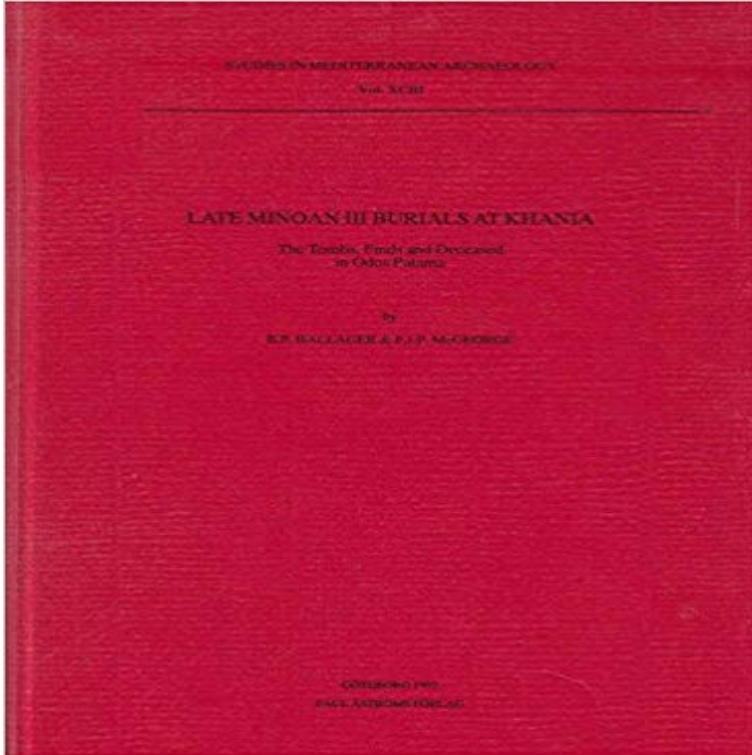 STUDIES IN MEDITERRANEAN ARCHAEOLOGY
Vol. XCIII
LATE MINOAN III BURIALS AT KHANIA
The Tombs, Finds and Deceased
in Odos Palama
by
B.P. HALLAGER & P.J.P. McGEORGE
GÖTEBORG 1992
PAUL ÅSTRÖMS FÖRLAG